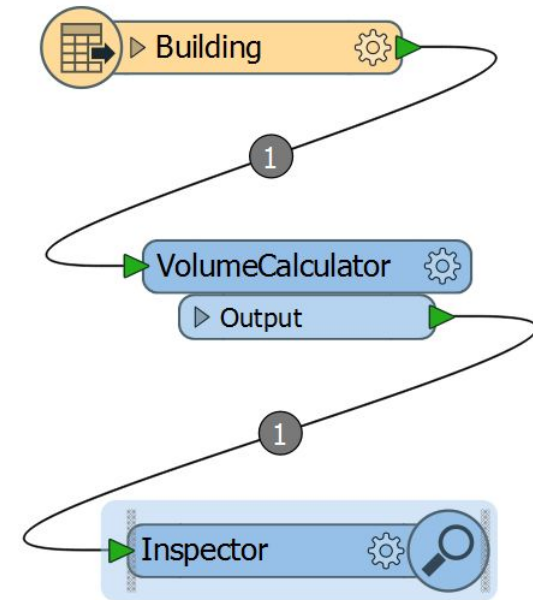 Building
1
VolumeCalculator
Output
1
Inspector